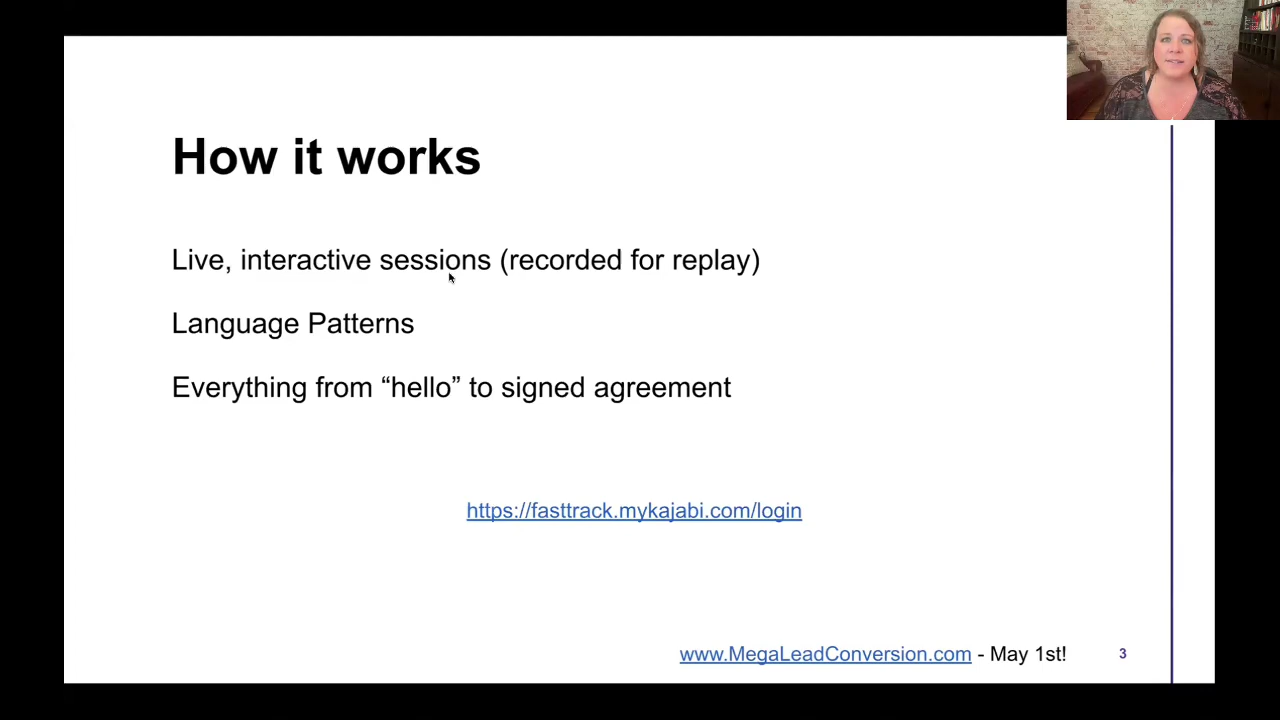 How it works
Live, interactive sessions (recorded for replay)
Language Patterns
Everything from “hello” to signed agreement
https://fasttrack.mykajabi.com/login
www.MegaLeadConversion.com - May 1st!
3